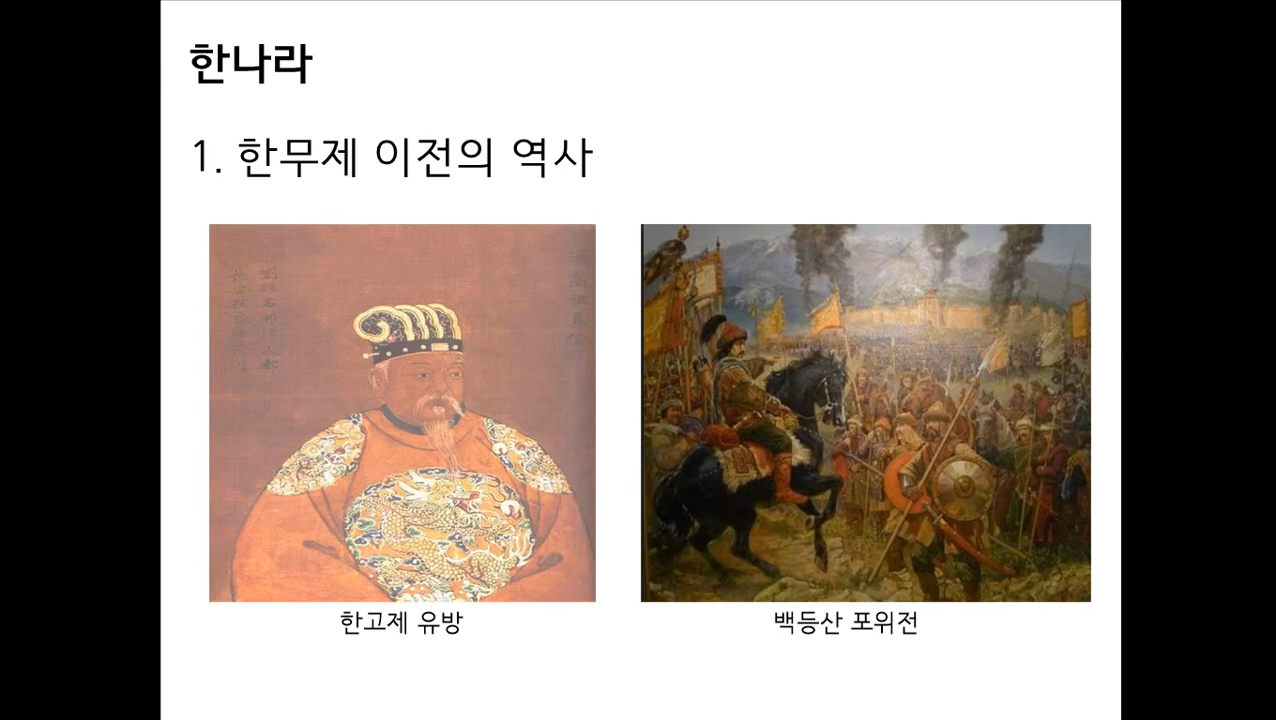 한나라
1. 한무제 이전의 역사
한고제 유방
백등산 포위전